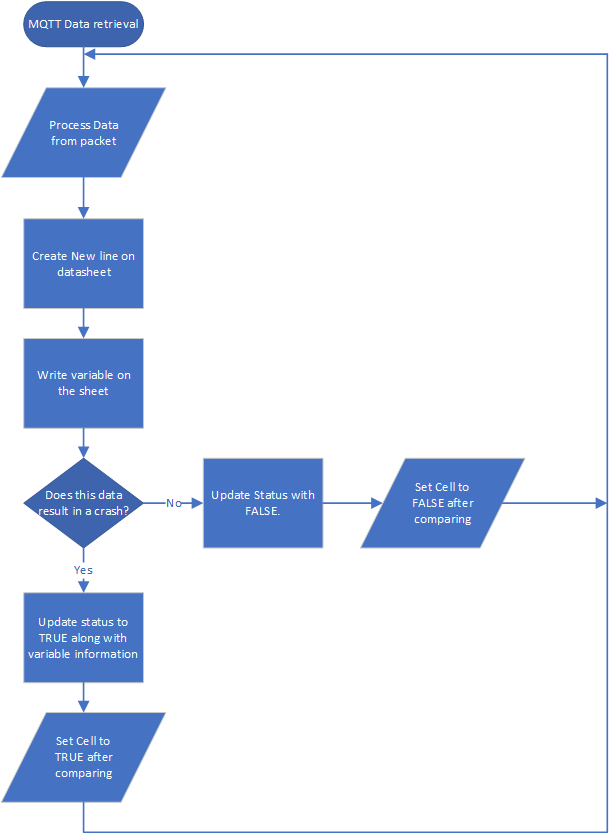 MQTT Data retrieval
Process Data
from packet
Create New line on
datasheet
Write variable on
the sheet
Does this data
result in a crash?
No
Update Status with
FALSE.
Set Cell to
FALSE after
comparing
Yes
Update status to
TRUE along with
variable information
Set Cell to
TRUE after
comparing